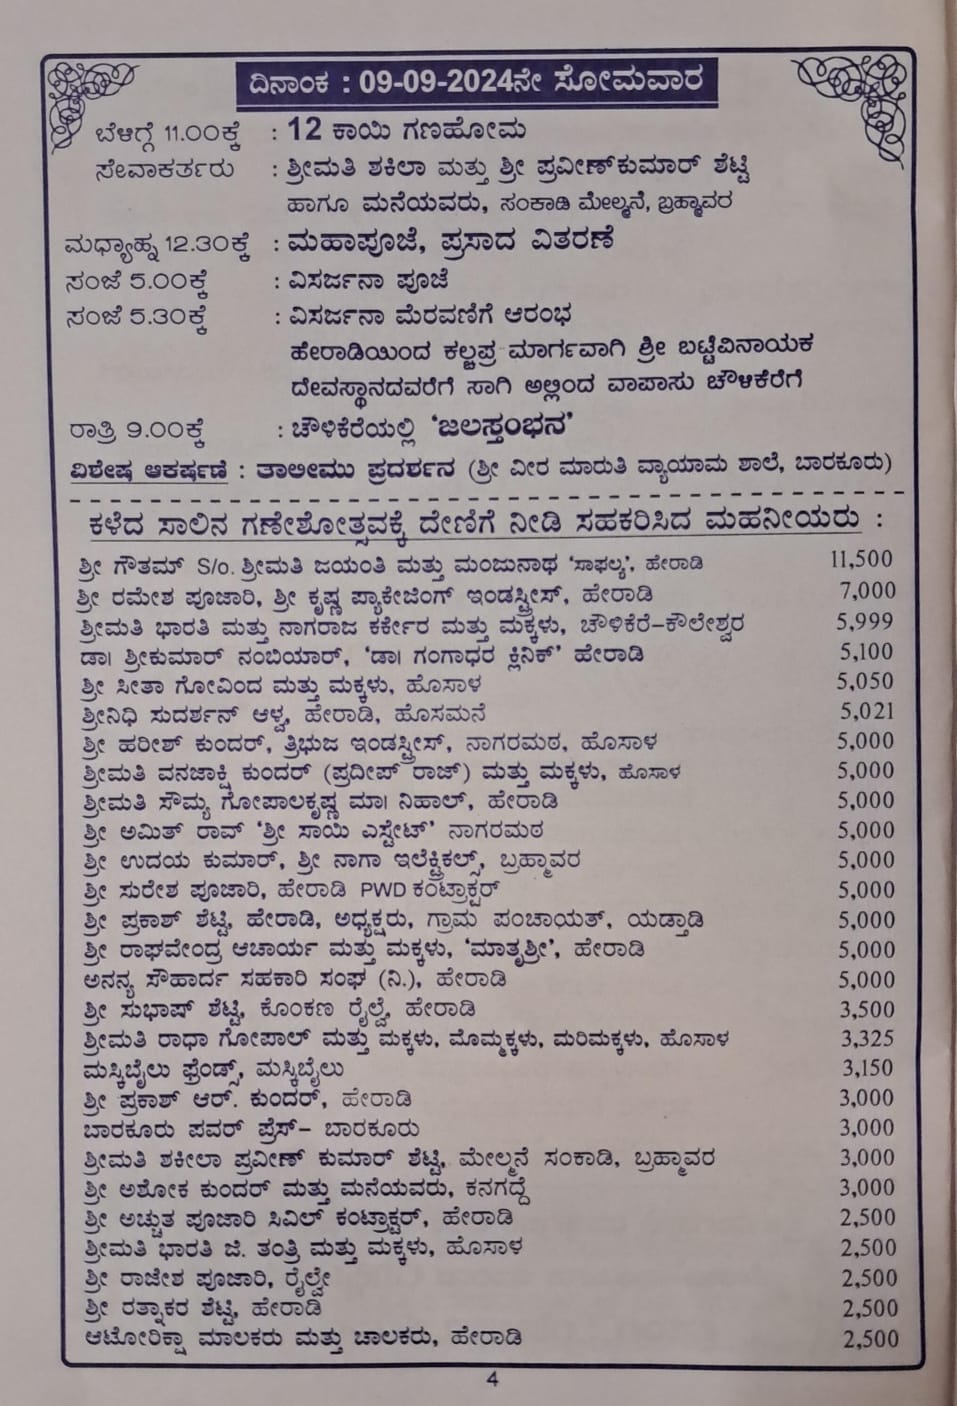 ದಿನಾಂಕ : 09-09-2024ನೇ ಸೋಮವಾರ
ಬೆಳಿಗ್ಗೆ 11.00ಕ್ಕೆ : 12 ಕಾಯಿ ಗಣಹೋಮ
ಸೇವಾಕರ್ತರು : ಶ್ರೀಮತಿ ಶಕಿಲಾ ಮತ್ತು ಶ್ರೀ ಪ್ರವೀಣ್‌ಕುಮಾರ್ ಶೆಟ್ಟಿ
ಹಾಗೂ ಮನೆಯವರು, ಸಂಕಾಡಿ ಮೇಲ್ಮನೆ, ಬ್ರಹ್ಮಾವರ
ಮಧ್ಯಾಹ್ನ 12.30ಕ್ಕೆ : ಮಹಾಪೂಜೆ, ಪ್ರಸಾದ ವಿತರಣೆ
ಸಂಜೆ 5.00ಕ್ಕೆ : ವಿಸರ್ಜನಾ ಪೂಜೆ
ಸಂಜೆ 5.30ಕ್ಕೆ : ವಿಸರ್ಜನಾ ಮೆರವಣಿಗೆ ಆರಂಭ
ಹೇರಾಡಿಯಿಂದ ಕಲ್ಚಪ್ರ ಮಾರ್ಗವಾಗಿ ಶ್ರೀ ಬಟ್ಟೆವಿನಾಯಕ
ದೇವಸ್ಥಾನದವರೆಗೆ ಸಾಗಿ ಅಲ್ಲಿಂದ ವಾಪಾಸು ಚೌಳಿಕೆರೆಗೆ
ರಾತ್ರಿ 9.00ಕ್ಕೆ : ಚೌಳಿಕೆರೆಯಲ್ಲಿ ‘ಜಲಸ್ತಂಭನ’
ವಿಶೇಷ ಆಕರ್ಷಣೆ : ತಾಲೀಮು ಪ್ರದರ್ಶನ (ಶ್ರೀ ವೀರ ಮಾರುತಿ ವ್ಯಾಯಾಮ ಶಾಲೆ, ಬಾರಕೂರು)
ಕಳೆದ ಸಾಲಿನ ಗಣೇಶೋತ್ಸವಕ್ಕೆ ದೇಣಿಗೆ ನೀಡಿ ಸಹಕರಿಸಿದ ಮಹನೀಯರು :
ಶ್ರೀ ಗೌತಮ್ S/o. ಶ್ರೀಮತಿ ಜಯಂತಿ ಮತ್ತು ಮಂಜುನಾಥ ‘ಸಾಫಲ್ಯ’, ಹೇರಾಡಿ 11,500
ಶ್ರೀ ರಮೇಶ ಪೂಜಾರಿ, ಶ್ರೀ ಕೃಷ್ಣ ಪ್ಯಾಕೇಜಿಂಗ್ ಇಂಡಸ್ಟ್ರೀಸ್, ಹೇರಾಡಿ 7,000
ಶ್ರೀಮತಿ ಭಾರತಿ ಮತ್ತು ನಾಗರಾಜ ಕರ್ಕೇರ ಮತ್ತು ಮಕ್ಕಳು, ಚೌಳಿಕೆರೆ-ಕೌಲೇಶ್ವರ 5,999
ಡಾ। ಶ್ರೀಕುಮಾರ್ ನಂಬಿಯಾರ್, ‘ಡಾ। ಗಂಗಾಧರ ಕ್ಲಿನಿಕ್’ ಹೇರಾಡಿ 5,100
ಶ್ರೀ ಸೀತಾ ಗೋವಿಂದ ಮತ್ತು ಮಕ್ಕಳು, ಹೊಸಾಳ 5,050
ಶ್ರೀನಿಧಿ ಸುದರ್ಶನ್ ಆಳ್ವ, ಹೇರಾಡಿ, ಹೊಸಮನೆ 5,021
ಶ್ರೀ ಹರೀಶ್ ಕುಂದರ್, ತ್ರಿಭುಜ ಇಂಡಸ್ಟ್ರೀಸ್, ನಾಗರಮಠ, ಹೊಸಾಳ 5,000
ಶ್ರೀಮತಿ ವನಜಾಕ್ಷಿ ಕುಂದರ್ (ಪ್ರದೀಪ್ ರಾಜ್) ಮತ್ತು ಮಕ್ಕಳು, ಹೊಸಾಳ 5,000
ಶ್ರೀಮತಿ ಸೌಮ್ಯ ಗೋಪಾಲಕೃಷ್ಣ ಮಾ। ನಿಹಾಲ್, ಹೇರಾಡಿ 5,000
ಶ್ರೀ ಅಮಿತ್ ರಾವ್ ‘ಶ್ರೀ ಸಾಯಿ ಎಸ್ಟೇಟ್’ ನಾಗರಮಠ 5,000
ಶ್ರೀ ಉದಯ ಕುಮಾರ್, ಶ್ರೀ ನಾಗಾ ಇಲೆಕ್ಟ್ರಿಕಲ್ಸ್, ಬ್ರಹ್ಮಾವರ 5,000
ಶ್ರೀ ಸುರೇಶ ಪೂಜಾರಿ, ಹೇರಾಡಿ PWD ಕಂಟ್ರಾಕ್ಟರ್ 5,000
ಶ್ರೀ ಪ್ರಕಾಶ್ ಶೆಟ್ಟಿ, ಹೇರಾಡಿ, ಅಧ್ಯಕ್ಷರು, ಗ್ರಾಮ ಪಂಚಾಯತ್, ಯಡ್ತಾಡಿ 5,000
ಶ್ರೀ ರಾಘವೇಂದ್ರ ಆಚಾರ್ಯ ಮತ್ತು ಮಕ್ಕಳು, ‘ಮಾತೃಶ್ರೀ’, ಹೇರಾಡಿ 5,000
ಅನನ್ಯ ಸೌಹಾರ್ದ ಸಹಕಾರಿ ಸಂಘ (ನಿ.), ಹೇರಾಡಿ 5,000
ಶ್ರೀ ಸುಭಾಷ್ ಶೆಟ್ಟಿ, ಕೊಂಕಣ ರೈಲ್ವೆ, ಹೇರಾಡಿ 3,500
ಶ್ರೀಮತಿ ರಾಧಾ ಗೋಪಾಲ್ ಮತ್ತು ಮಕ್ಕಳು, ಮೊಮ್ಮಕ್ಕಳು, ಮರಿಮಕ್ಕಳು, ಹೊಸಾಳ 3,325
ಮಸ್ಕಿಬೈಲು ಫ್ರೆಂಡ್ಸ್, ಮಸ್ಕಿಬೈಲು 3,150
ಶ್ರೀ ಪ್ರಕಾಶ್ ಆರ್. ಕುಂದರ್, ಹೇರಾಡಿ 3,000
ಬಾರಕೂರು ಪವರ್ ಪ್ರೆಸ್- ಬಾರಕೂರು 3,000
ಶ್ರೀಮತಿ ಶಕೀಲಾ ಪ್ರವೀಣ್ ಕುಮಾರ್ ಶೆಟ್ಟಿ, ಮೇಲ್ಮನೆ ಸಂಕಾಡಿ, ಬ್ರಹ್ಮಾವರ 3,000
ಶ್ರೀ ಅಶೋಕ ಕುಂದರ್ ಮತ್ತು ಮನೆಯವರು, ಕನಗದ್ದೆ 3,000
ಶ್ರೀ ಅಚ್ಚುತ ಪೂಜಾರಿ ಸಿವಿಲ್ ಕಂಟ್ರಾಕ್ಟರ್, ಹೇರಾಡಿ 2,500
ಶ್ರೀಮತಿ ಭಾರತಿ ಜಿ. ತಂತ್ರಿ ಮತ್ತು ಮಕ್ಕಳು, ಹೊಸಾಳ 2,500
ಶ್ರೀ ರಾಜೇಶ ಪೂಜಾರಿ, ರೈಲ್ವೇ 2,500
ಶ್ರೀ ರತ್ನಾಕರ ಶೆಟ್ಟಿ, ಹೇರಾಡಿ 2,500
ಆಟೋರಿಕ್ಷಾ ಮಾಲಕರು ಮತ್ತು ಚಾಲಕರು, ಹೇರಾಡಿ 2,500
4